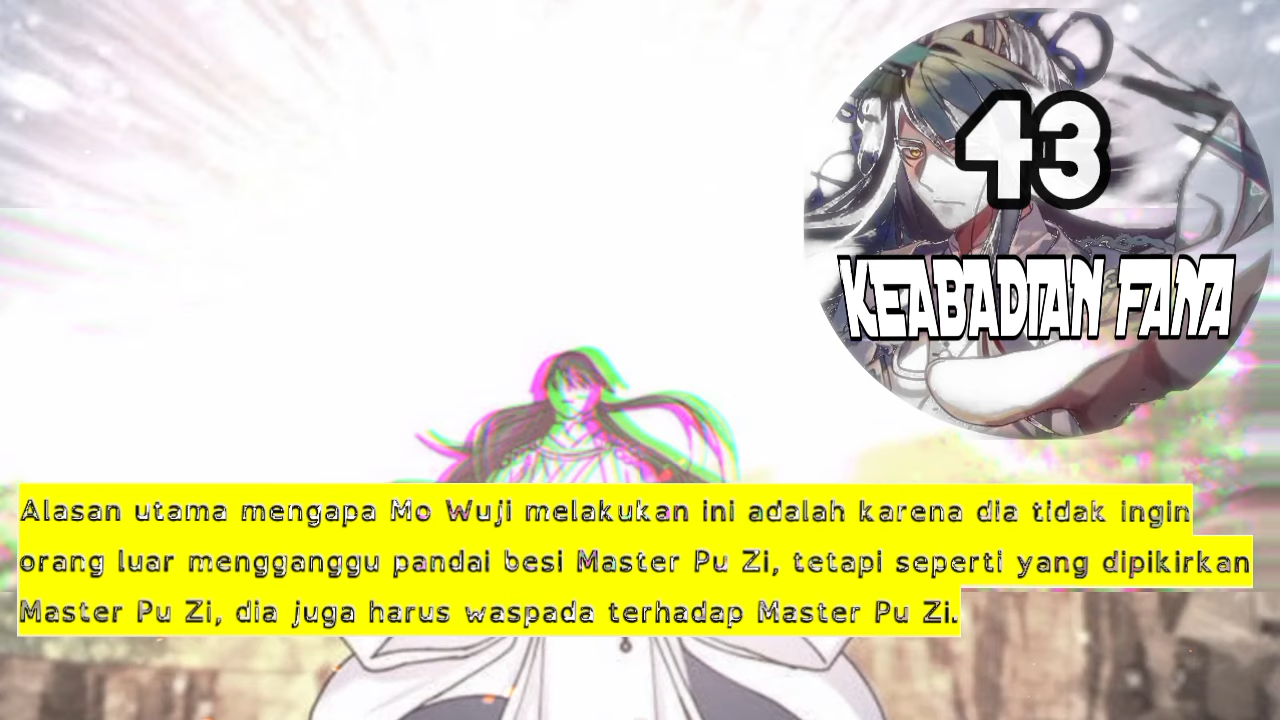 43
KEABADIAN FANA
Alasan utama mengapa Mo Wuji melakukan ini adalah karena dia tidak ingin
orang luar mengganggu pandai besi Master Pu Zi, tetapi seperti yang dipikirkan
Master Pu Zi, dia juga harus waspada terhadap Master Pu Zi.